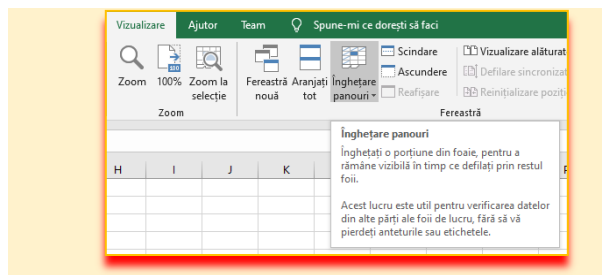 Vizualizare Ajutor Team Spune-mi ce dorești să faci
Zoom 100% Zoom la selecție
Zoom
Fereastră nouă Aranjați tot Înghețare panouri
Scindare
Ascundere
Reafișare
Vizualizare alăturat
Defilare sincronizat
Reinițializare poziți
Fereastră
H I J K
Înghețare panouri
Înghețați o porțiune din foaie, pentru a
rămâne vizibilă în timp ce defilați prin restul
foii.
Acest lucru este util pentru verificarea datelor
din alte părți ale foii de lucru, fără să vă
pierdeți anteturile sau etichetele.